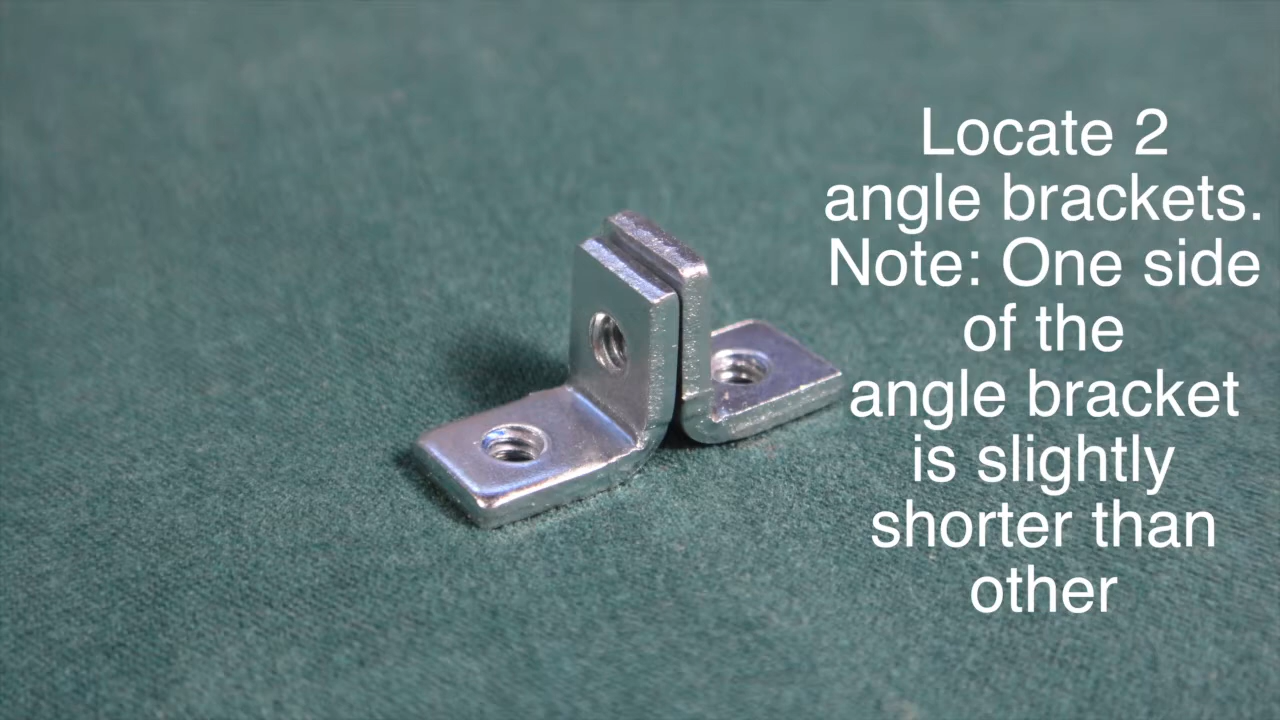 Locate 2
angle brackets.
Note: One side
of the
angle bracket
is slightly
shorter than
other